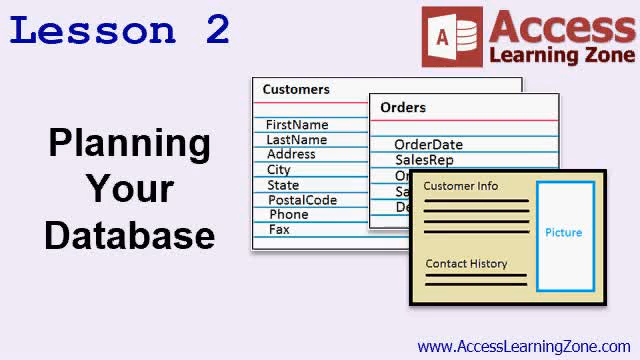 Lesson 2
A
Access
Learning Zone
Planning
Your
Database
Customers
FirstName
LastName
Address
City
State
PostalCode
Phone
Fax
Orders
OrderDate
SalesRep
Customer Info
Contact History
Picture
www.AccessLearningZone.com